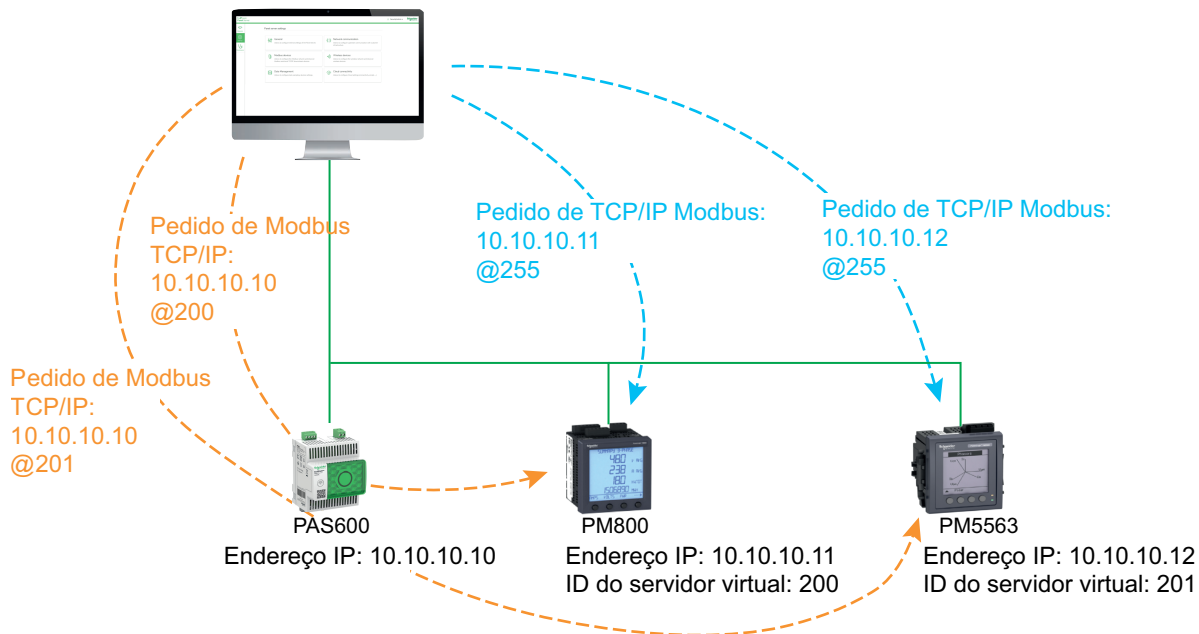 Pedido de Modbus
TCP/IP:
10.10.10.10
@200
Pedido de TCP/IP Modbus:
10.10.10.11
@255
Pedido de TCP/IP Modbus:
10.10.10.12
@255
Pedido de Modbus
TCP/IP:
10.10.10.10
@201
PAS600
Endereço IP: 10.10.10.10
PM800
Endereço IP: 10.10.10.11
ID do servidor virtual: 200
PM5563
Endereço IP: 10.10.10.12
ID do servidor virtual: 201